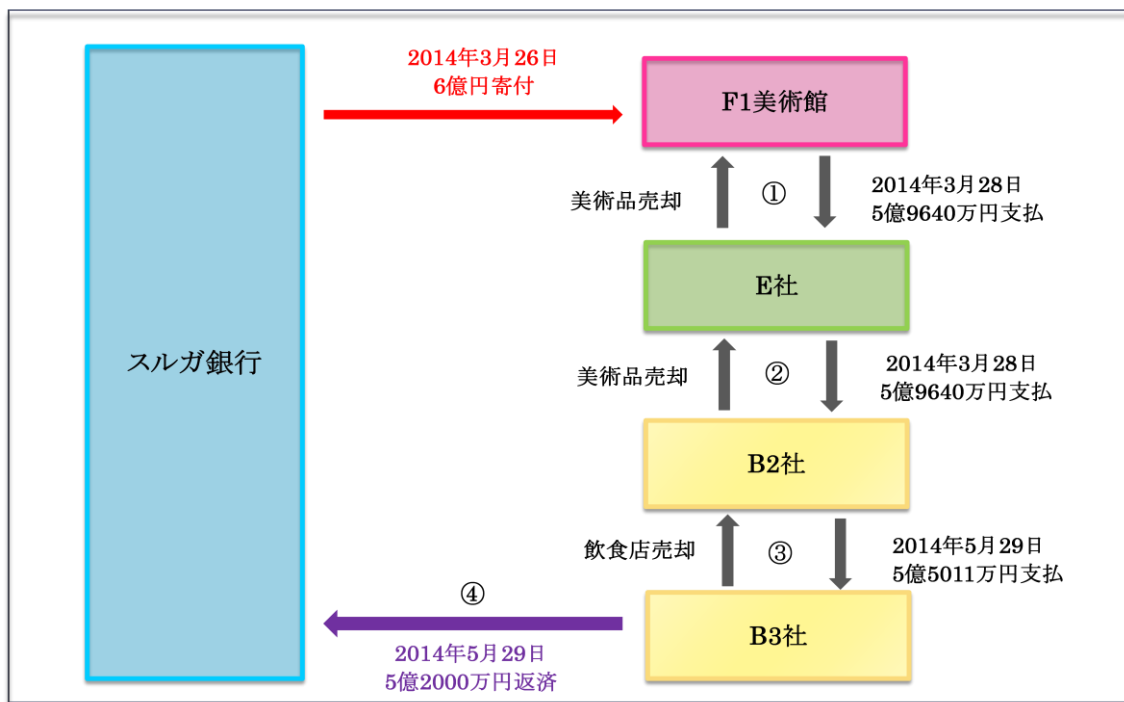 2014年3月26日
6億円寄付
F1美術館
美術品売却
①
2014年3月28日
5億9640万円支払
E社
スルガ銀行
美術品売却
②
2014年3月28日
5億9640万円支払
B2社
飲食店売却
③
2014年5月29日
5億5011万円支払
④
B3社
2014年5月29日
5億2000万円返済